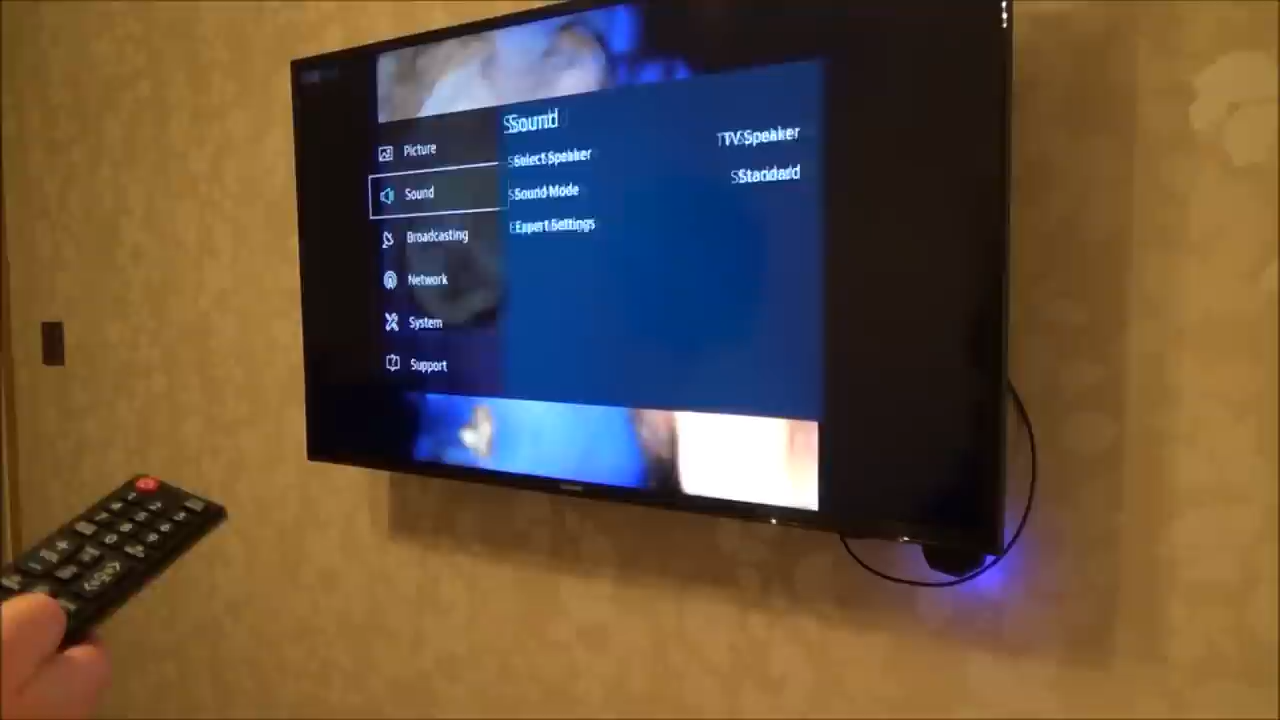 Sound
Picture
Select Speaker TV Speaker
Sound
Sound Mode Standard
Broadcasting
Expert Settings
Network
System
Support